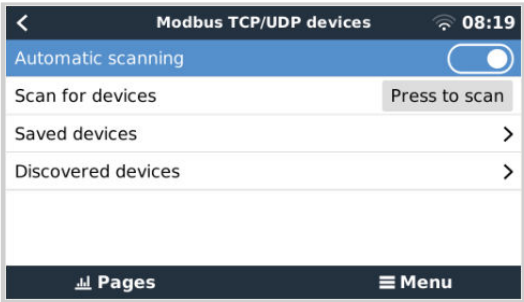 Modbus TCP/UDP devices 08:19
Automatic scanning
Scan for devices Press to scan
Saved devices
Discovered devices
Pages Menu